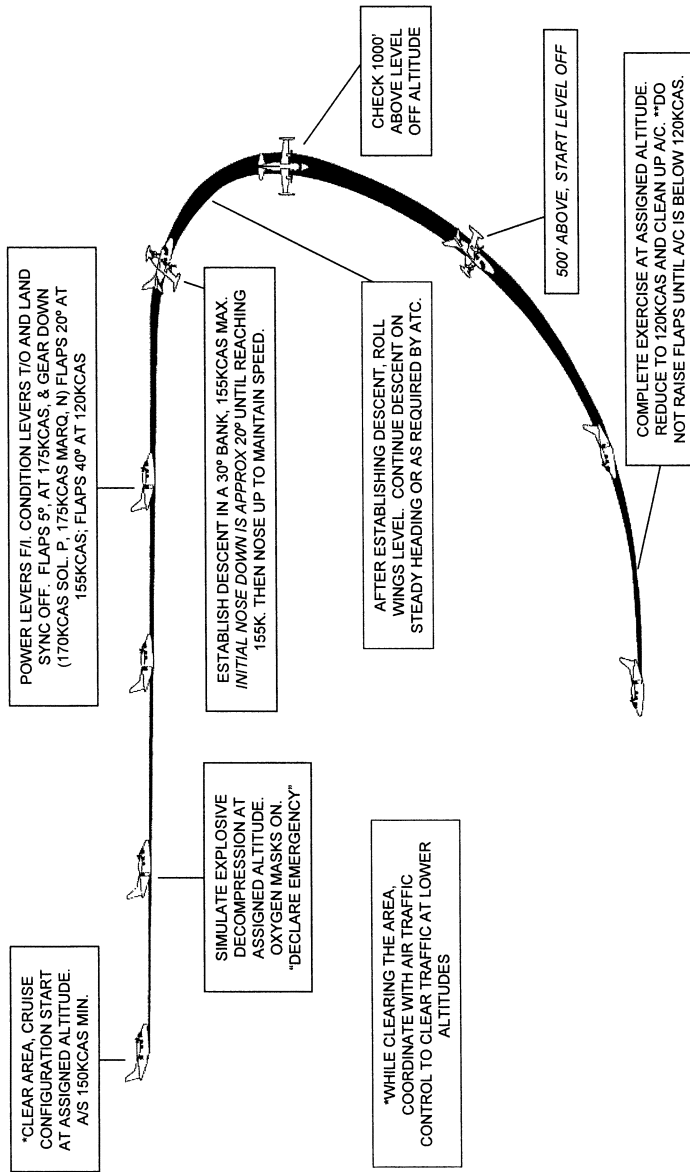 *CLEAR AREA, CRUISE
CONFIGURATION START
AT ASSIGNED ALTITUDE.
A/S 150KCAS MIN.
SIMULATE EXPLOSIVE
DECOMPRESSION AT
ASSIGNED ALTITUDE.
OXYGEN MASKS ON.
“DECLARE EMERGENCY”
POWER LEVERS F/I. CONDITION LEVERS T/O AND LAND
SYNC OFF. FLAPS 5º, AT 175KCAS, & GEAR DOWN
(170KCAS SOL. P, 175KCAS MARQ, N) FLAPS 20° AT
155KCAS; FLAPS 40° AT 120KCAS
ESTABLISH DESCENT IN A 30º BANK, 155KCAS MAX.
INITIAL NOSE DOWN IS APPROX 20º UNTIL REACHING
155K. THEN NOSE UP TO MAINTAIN SPEED.
AFTER ESTABLISHING DESCENT, ROLL
WINGS LEVEL. CONTINUE DESCENT ON
STEADY HEADING OR AS REQUIRED BY ATC.
CHECK 1000'
ABOVE LEVEL
OFF ALTITUDE
500' ABOVE, START LEVEL OFF
COMPLETE EXERCISE AT ASSIGNED ALTITUDE.
REDUCE TO 120KCAS AND CLEAN UP A/C. **DO
NOT RAISE FLAPS UNTIL A/C IS BELOW 120KCAS.
*WHILE CLEARING THE AREA,
COORDINATE WITH AIR TRAFFIC
CONTROL TO CLEAR TRAFFIC AT LOWER
ALTITUDES